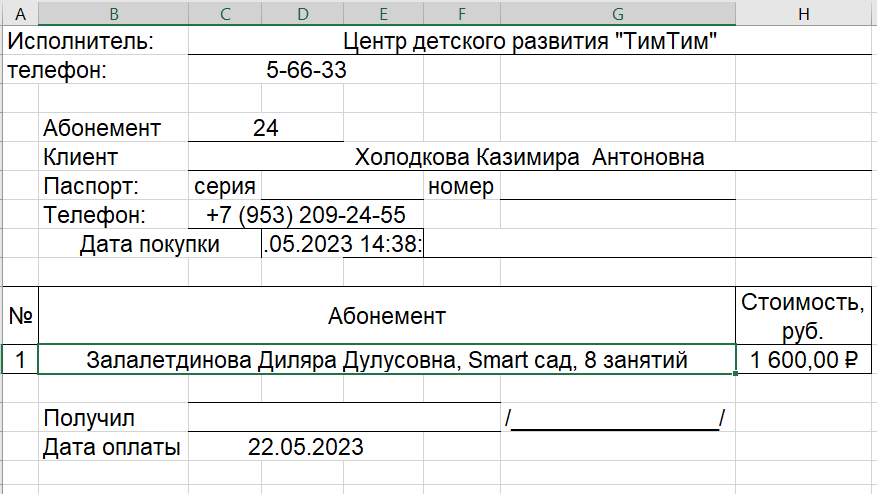 A B C D E F G H
Исполнитель: Центр детского развития "ТимТим"
телефон: 5-66-33
Абонемент 24
Клиент Холодкова Казимира Антоновна
Паспорт: серия номер
Телефон: +7 (953) 209-24-55
Дата покупки .05.2023 14:38:
№ Абонемент Стоимость,
руб.
1 Залалетдинова Диляра Дулусовна, Smart сад, 8 занятий 1 600,00 ₽
Получил /__________________/
Дата оплаты 22.05.2023